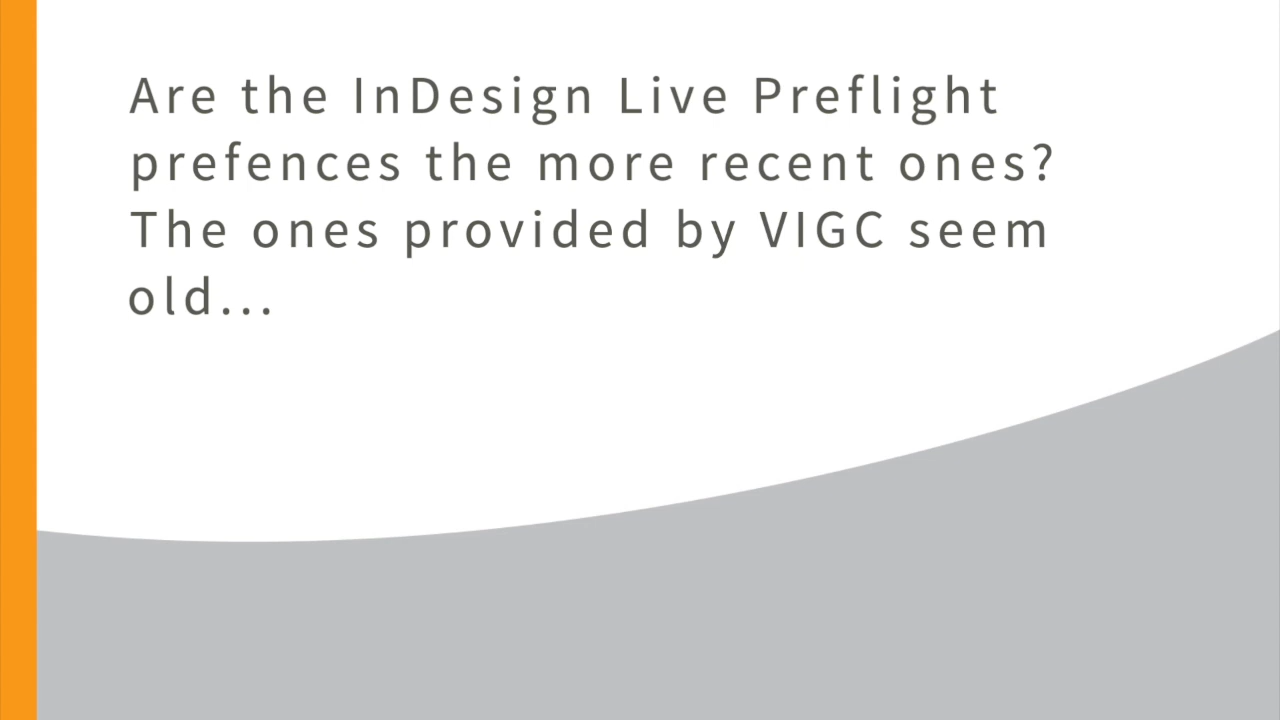 Are the InDesign Live Preflight
prefences the more recent ones?
The ones provided by VIGC seem
old...